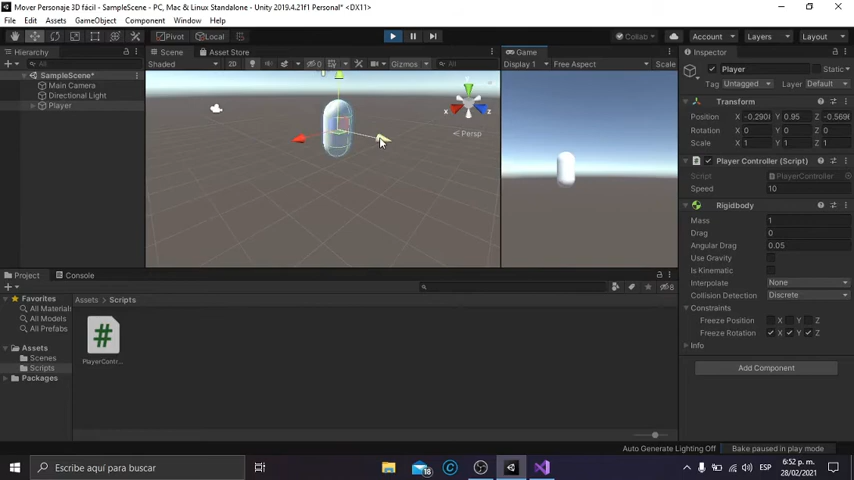 Mover Personaje 3D fácil - SampleScene - PC, Mac & Linux Standalone - Unity 2019.4.21f1 Personal* <DX11>
File Edit Assets GameObject Component Window Help
Pivot Local Collab Account Layers Layout
Hierarchy Scene Asset Store Game Inspector
All Shaded 2D Gizmos All Display 1 Free Aspect Scale
SampleScene*
Main Camera
Directional Light
Player
x z
Persp
Player Static
Tag Untagged Layer Default
Transform
Position X -0.2908 Y 0.95 Z -0.5696
Rotation X 0 Y 0 Z 0
Scale X 1 Y 1 Z 1
Player Controller (Script)
Script PlayerController
Speed 10
Rigidbody
Mass 1
Drag 0
Angular Drag 0.05
Use Gravity
Is Kinematic
Interpolate None
Collision Detection Discrete
Constraints
Freeze Position X Y Z
Freeze Rotation X Y Z
Info
Add Component
Project Console
Favorites
All Materials
All Models
All Prefabs
Assets
Scenes
Scripts
Packages
Assets > Scripts
PlayerContr...
Auto Generate Lighting Off Bake paused in play mode
Escribe aquí para buscar
18
ESP
6:52 p. m.
28/02/2021